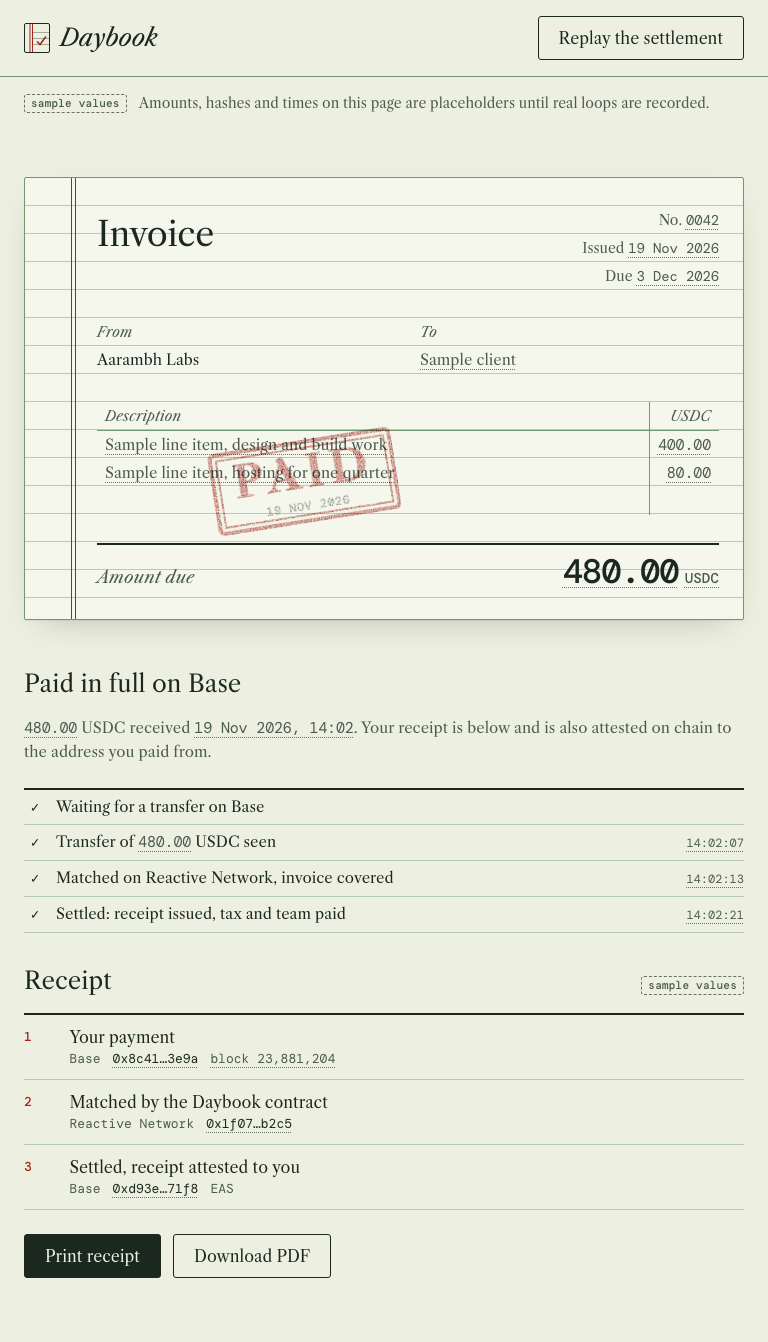 Daybook
Replay the settlement
sample values Amounts, hashes and times on this page are placeholders until real loops are recorded.
Invoice
No. 0042
Issued 19 Nov 2026
Due 3 Dec 2026
From To
Aarambh Labs Sample client
Description USDC
Sample line item, design and build work 400.00
Sample line item, hosting for one quarter 80.00
PAID
19 NOV 2026
Amount due 480.00 USDC
Paid in full on Base
480.00 USDC received 19 Nov 2026, 14:02. Your receipt is below and is also attested on chain to
the address you paid from.
✓ Waiting for a transfer on Base
✓ Transfer of 480.00 USDC seen 14:02:07
✓ Matched on Reactive Network, invoice covered 14:02:13
✓ Settled: receipt issued, tax and team paid 14:02:21
Receipt sample values
1 Your payment
Base 0x8c41…3e9a block 23,881,204
2 Matched by the Daybook contract
Reactive Network 0x1f07…b2c5
3 Settled, receipt attested to you
Base 0xd93e…71f8 EAS
Print receipt Download PDF